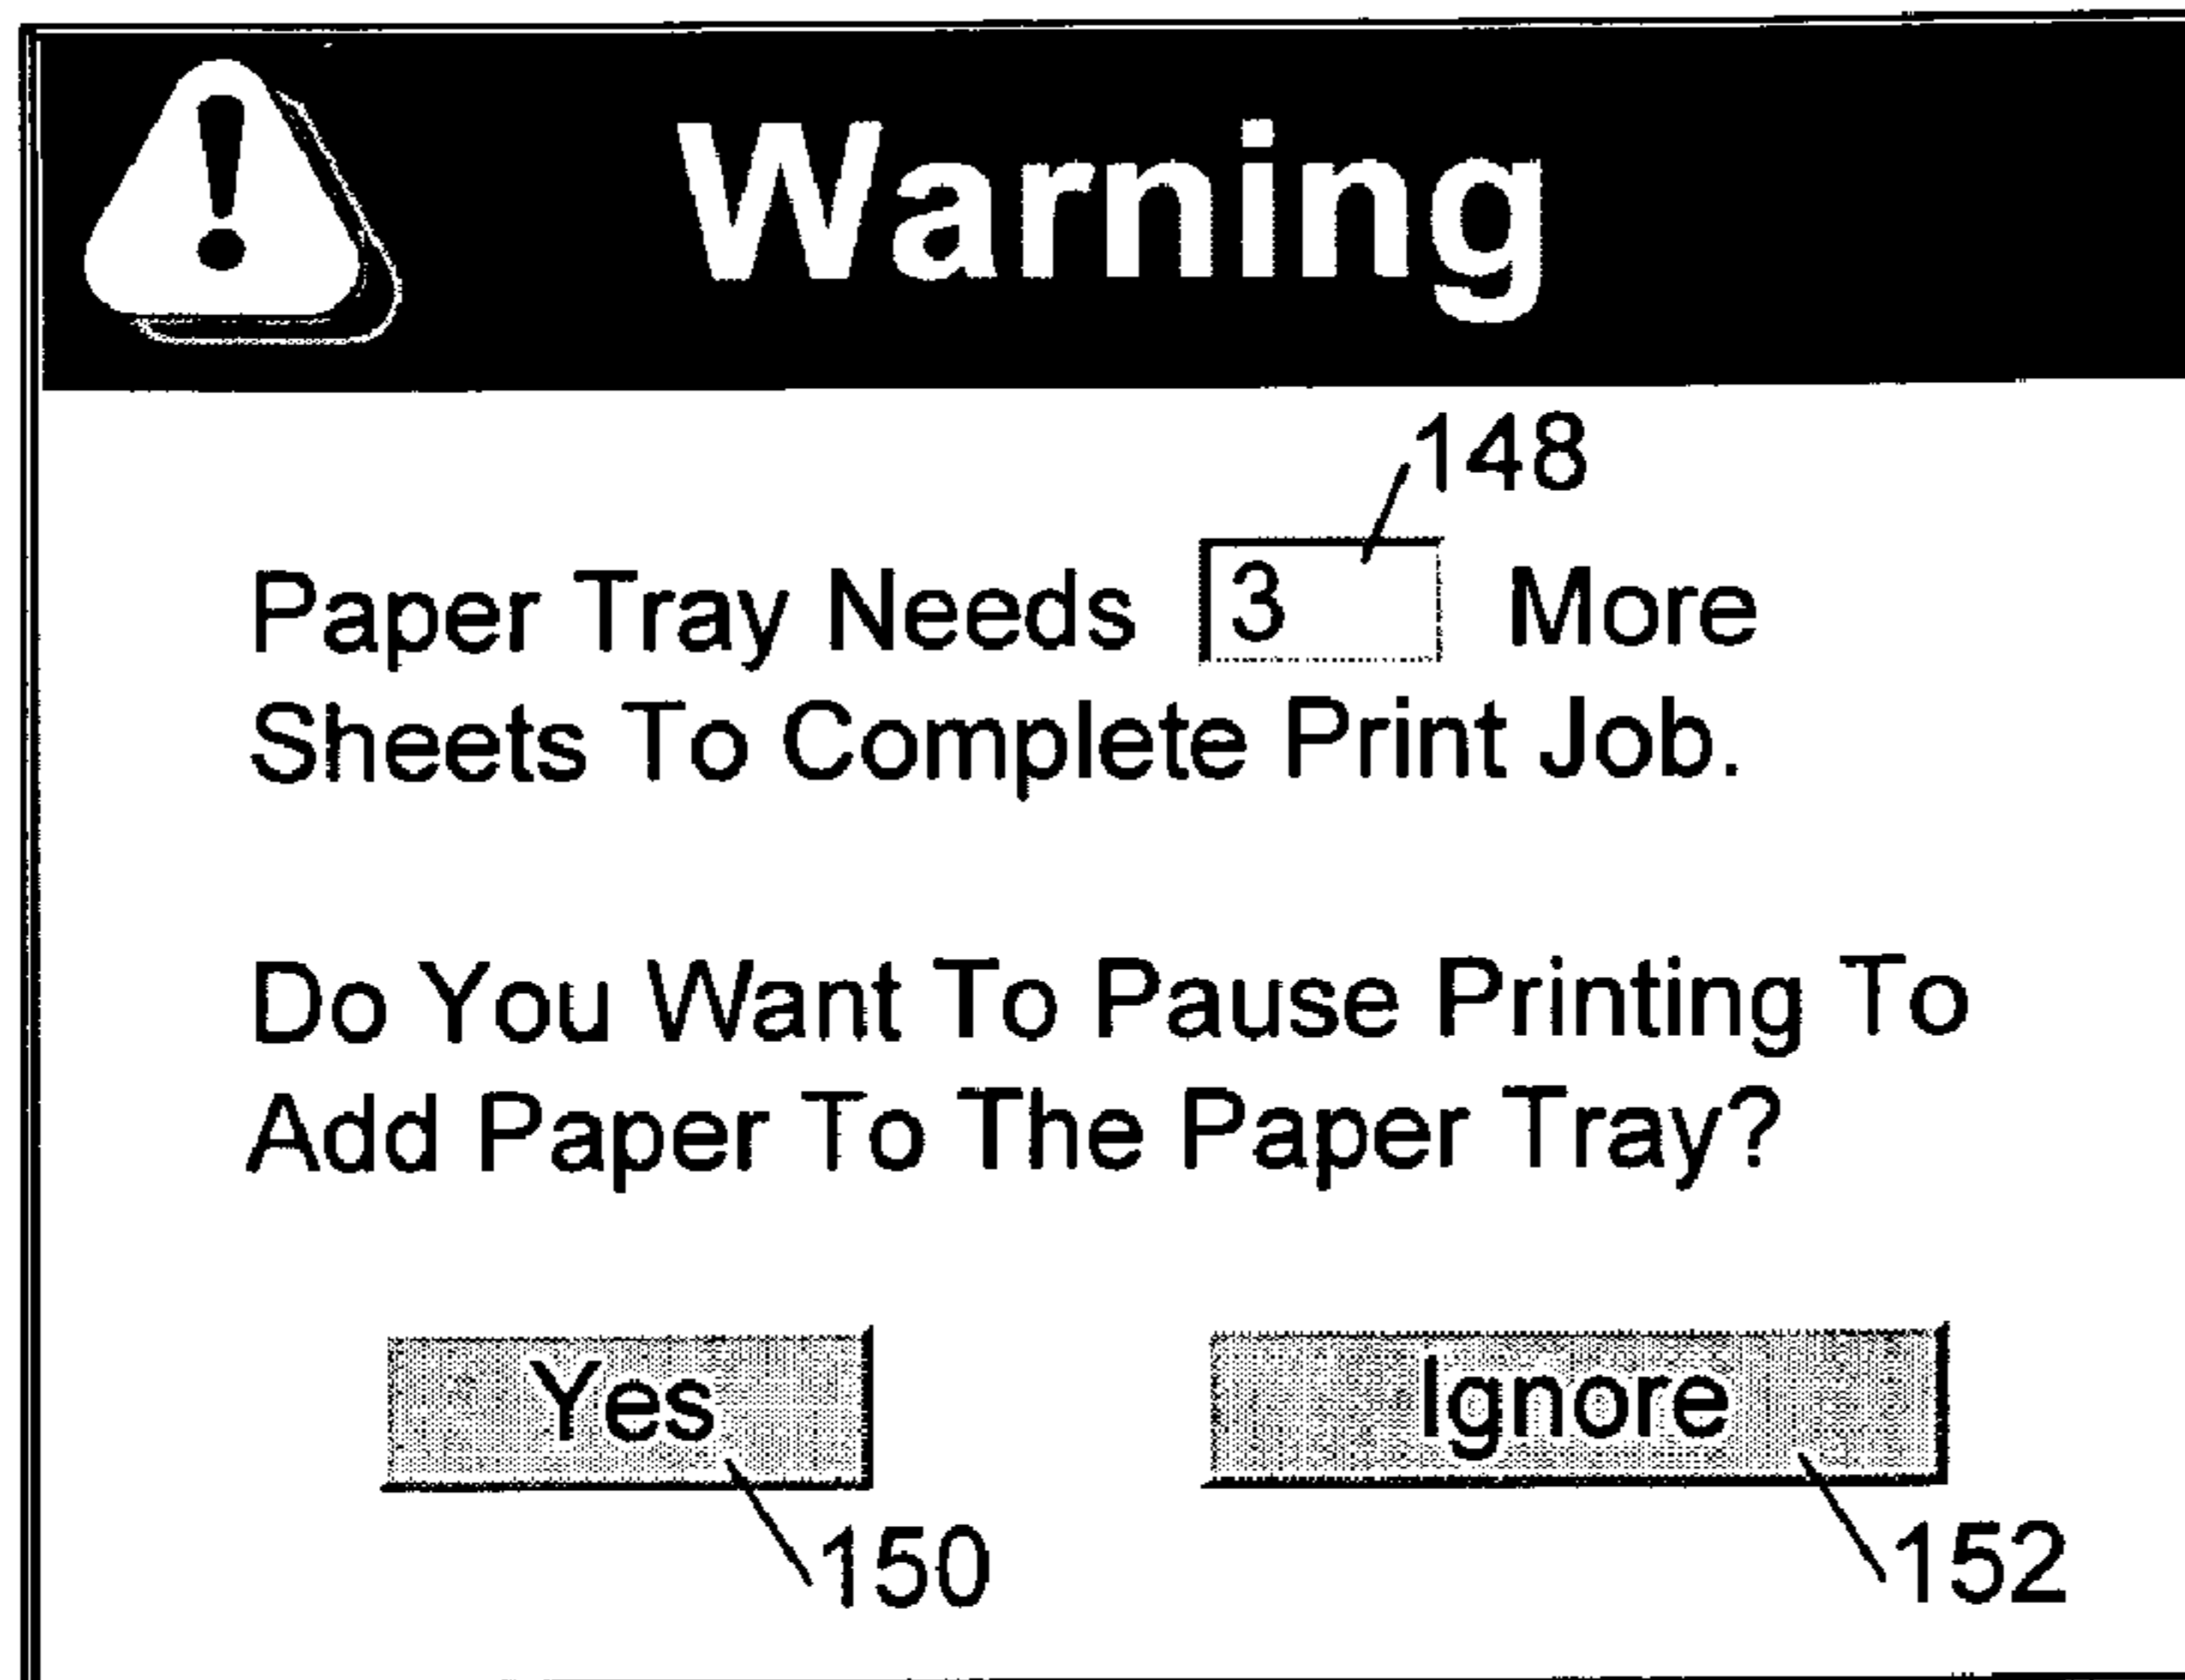 Warning
148
Paper Tray Needs 3 More
Sheets To Complete Print Job.
Do You Want To Pause Printing To
Add Paper To The Paper Tray?
Yes Ignore
150 152